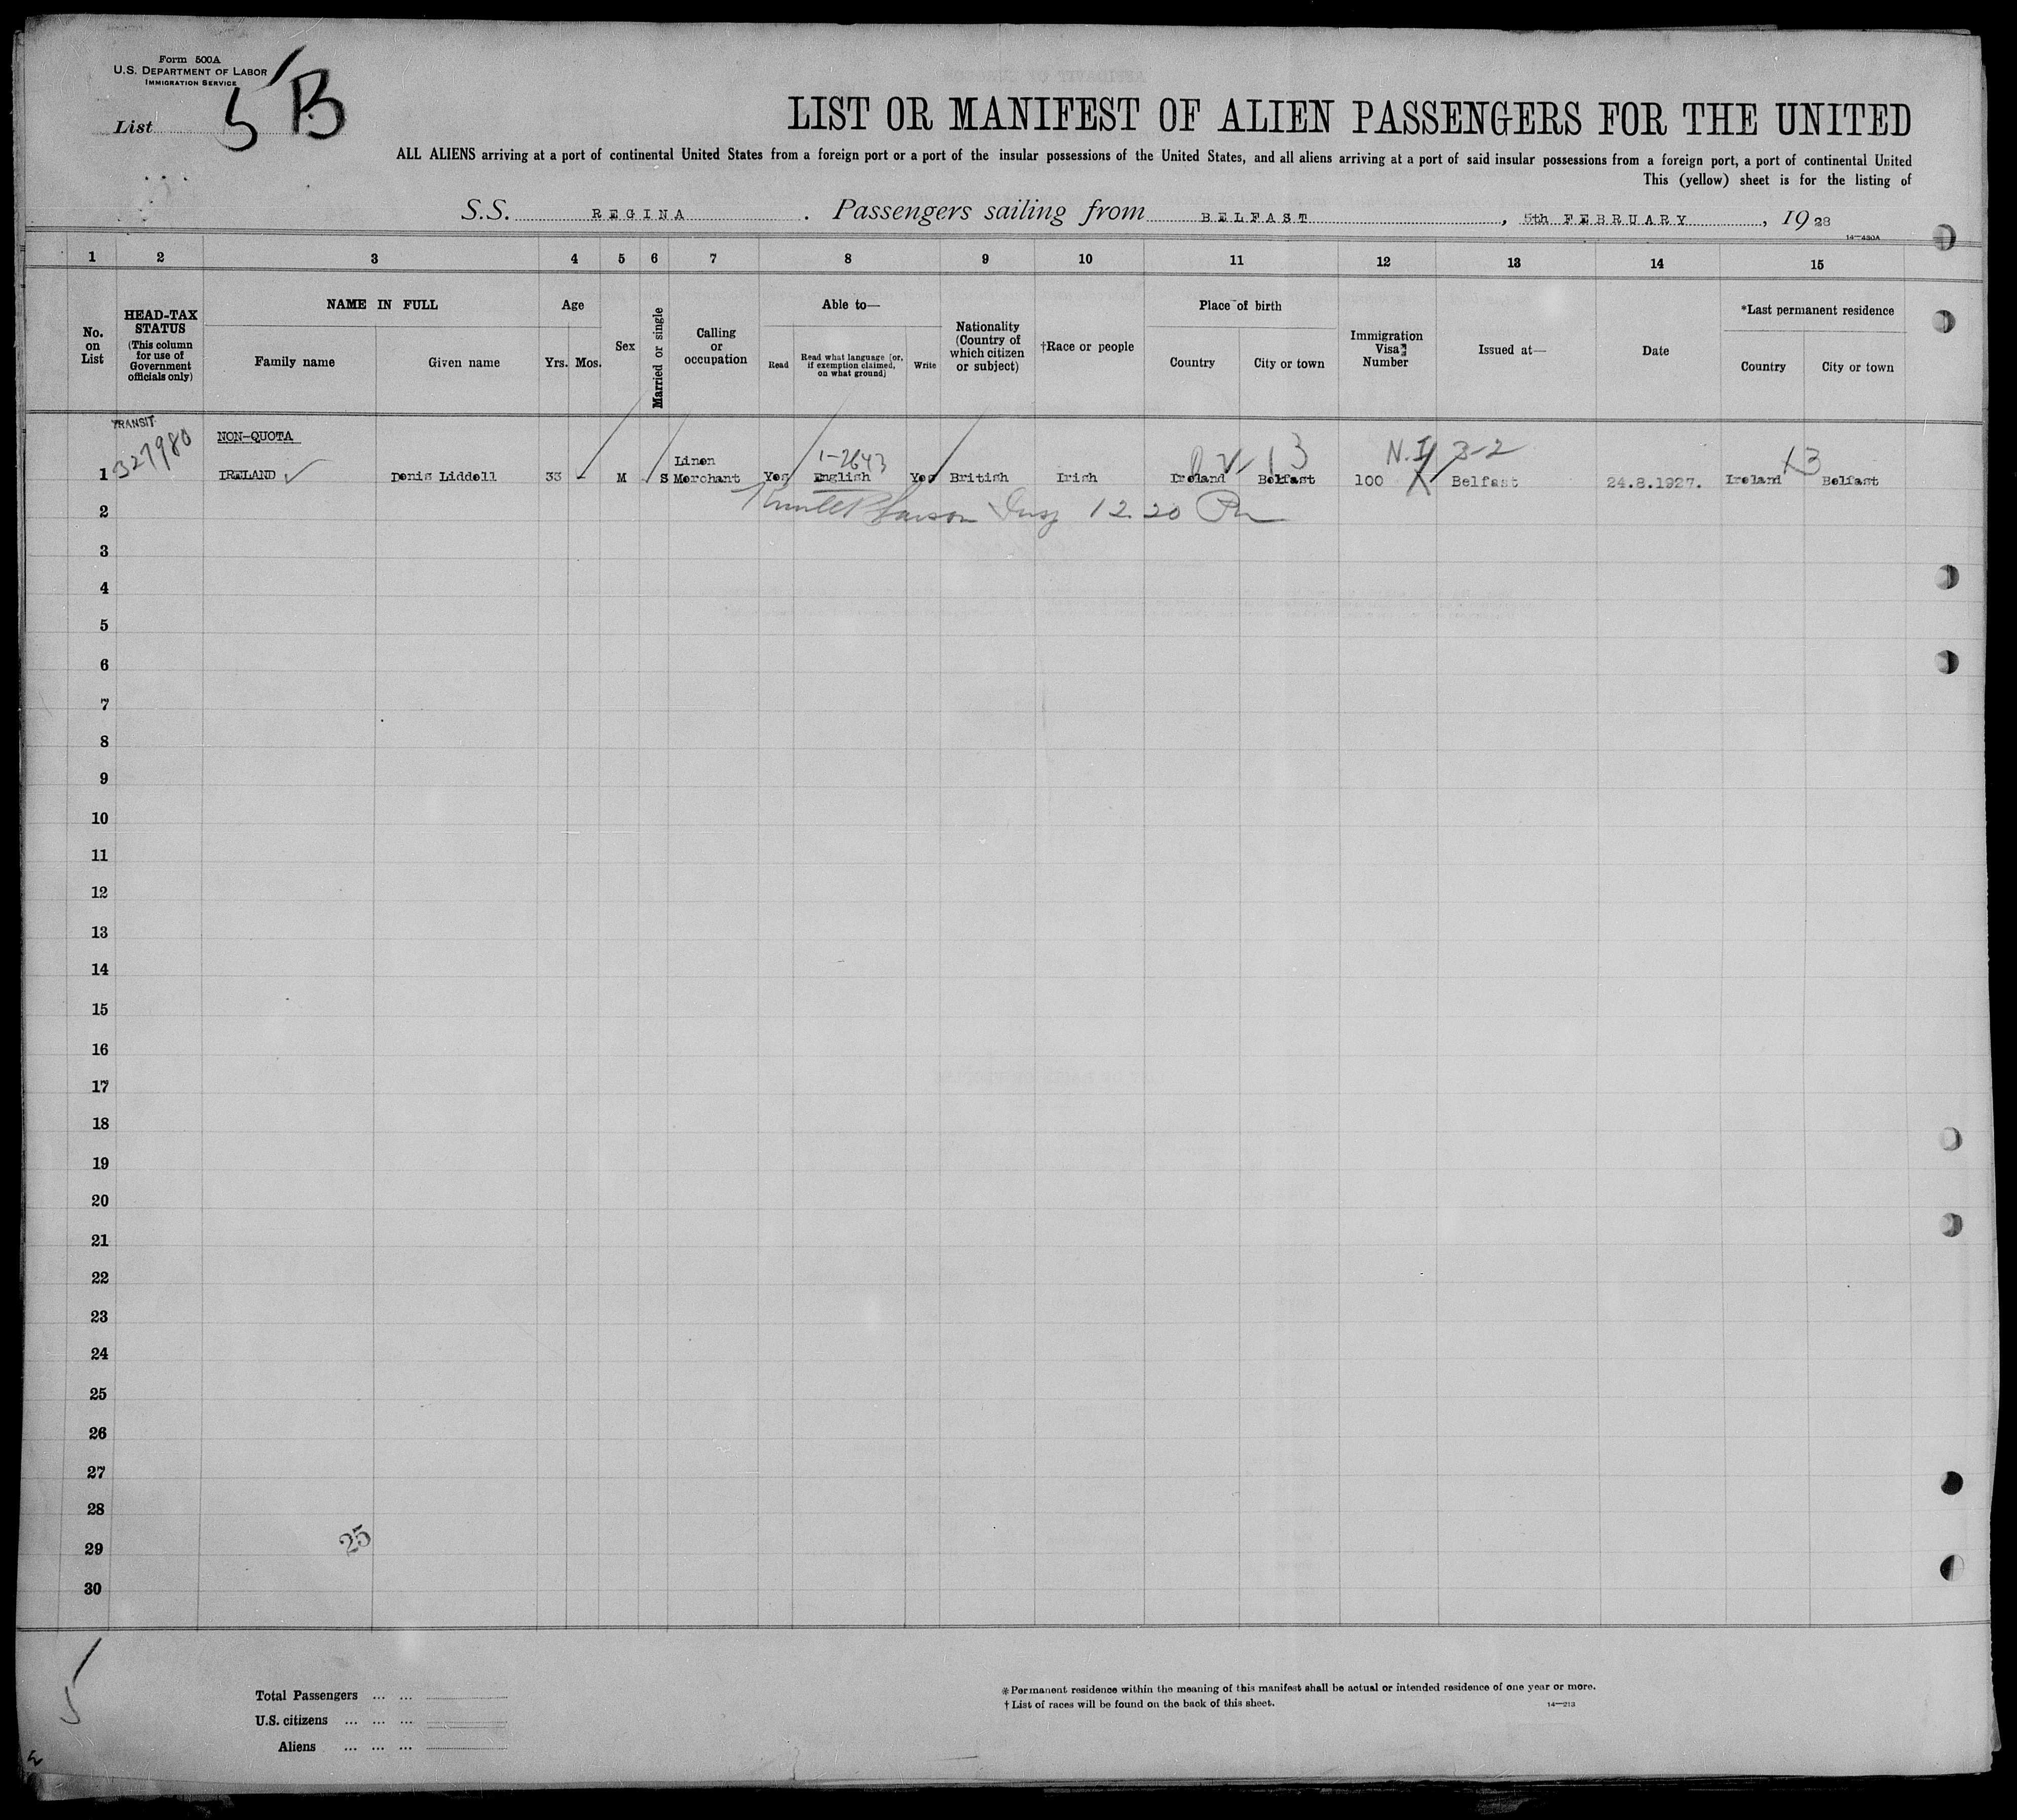 Form 500A
U.S. DEPARTMENT OF LABOR
IMMIGRATION SERVICE
List 5 B
LIST OR MANIFEST OF ALIEN PASSENGERS FOR THE UNITED
ALL ALIENS arriving at a port of continental United States from a foreign port or a port of the insular possessions of the United States, and all aliens arriving at a port of said insular possessions from a foreign port, a port of continental United
This (yellow) sheet is for the listing of
S.S. REGINA. Passengers sailing from BELFAST, 5th FEBRUARY, 1928
14—480A
1 2 3 4 5 6 7 8 9 10 11 12 13 14 15
No. on List
HEAD-TAX STATUS (This column for use of Government officials only)
NAME IN FULL
Family name
Given name
Age
Yrs. Mos.
Sex
Married or single
Calling or occupation
Able to—
Read
Read what language [or, if exemption claimed, on what ground]
Write
Nationality (Country of which citizen or subject)
†Race or people
Place of birth
Country
City or town
Immigration Visa Number
Issued at—
Date
*Last permanent residence
Country
City or town
TRANSIT
327980
NON-QUOTA
1-2643
N.I. 3-2
13
1 IRELAND ✓ Denis Liddell 33 - M S Linen Merchant Yes English Yes British Irish Ireland Belfast 100 Belfast 24.8.1927. Ireland Belfast
2 12.20
3
4
5
6
7
8
9
10
11
12
13
14
15
16
17
18
19
20
21
22
23
24
25
26
27
28
25
29
30
5
Total Passengers ... ...
U.S. citizens ... ... ...
Aliens ... ... ...
*Permanent residence within the meaning of this manifest shall be actual or intended residence of one year or more.
†List of races will be found on the back of this sheet.
14—213